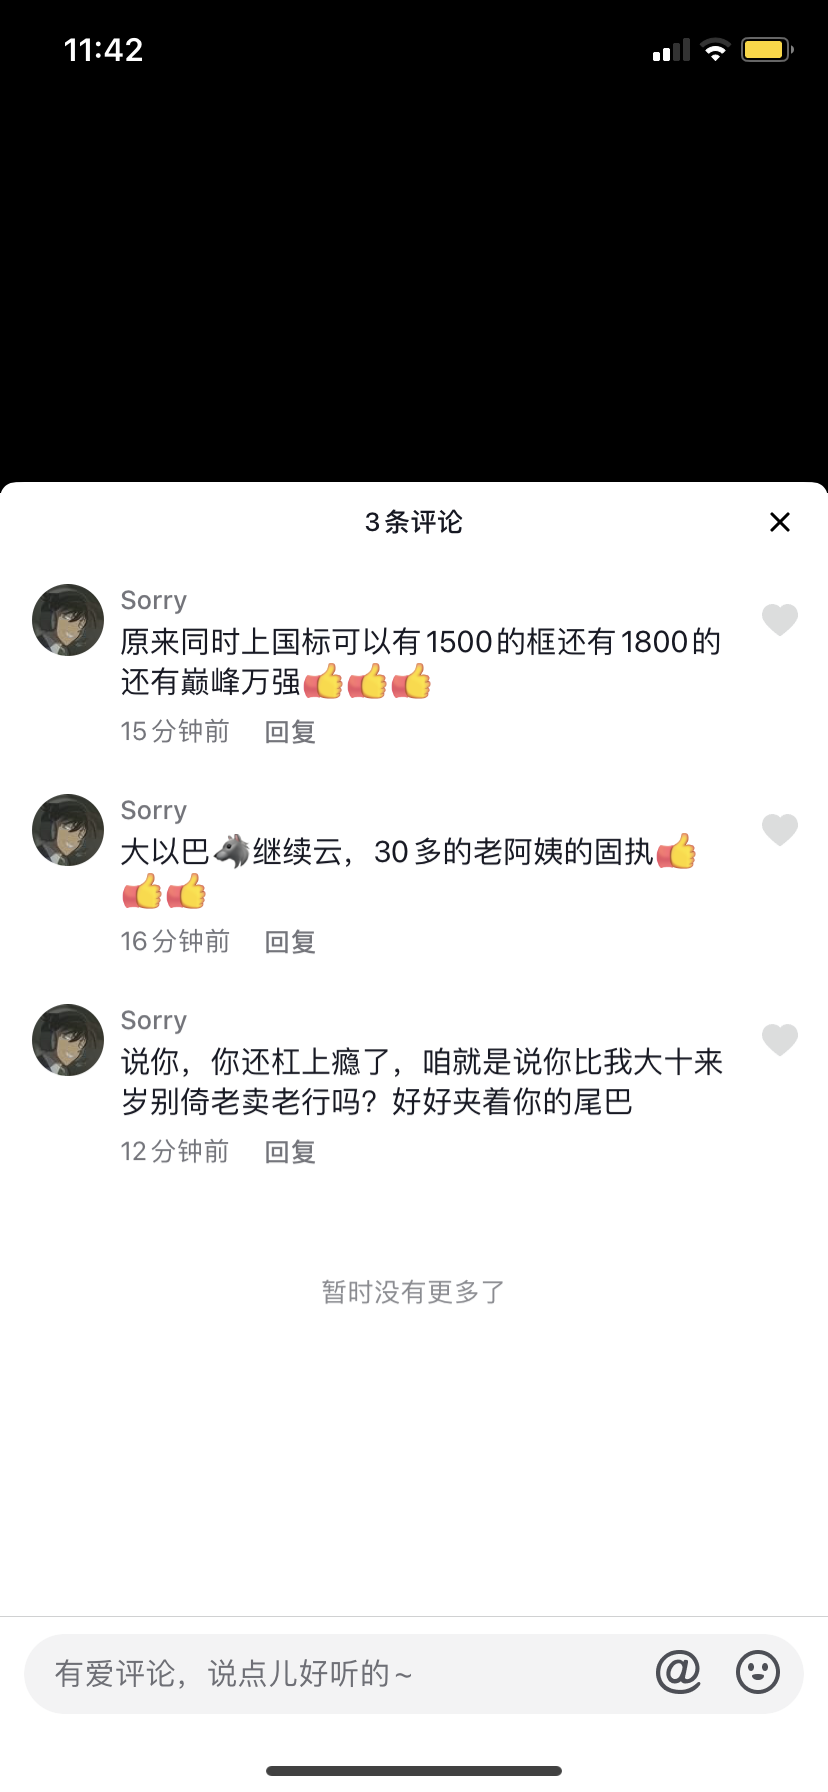 11:42
3条评论
Sorry
原来同时上国标可以有1500的框还有1800的
还有巅峰万强👍👍👍
15分钟前 回复
Sorry
大以巴🐺继续云，30多的老阿姨的固执👍
👍👍
16分钟前 回复
Sorry
说你，你还杠上瘾了，咱就是说你比我大十来
岁别倚老卖老行吗？好好夹着你的尾巴
12分钟前 回复
暂时没有更多了
有爱评论，说点儿好听的~
@